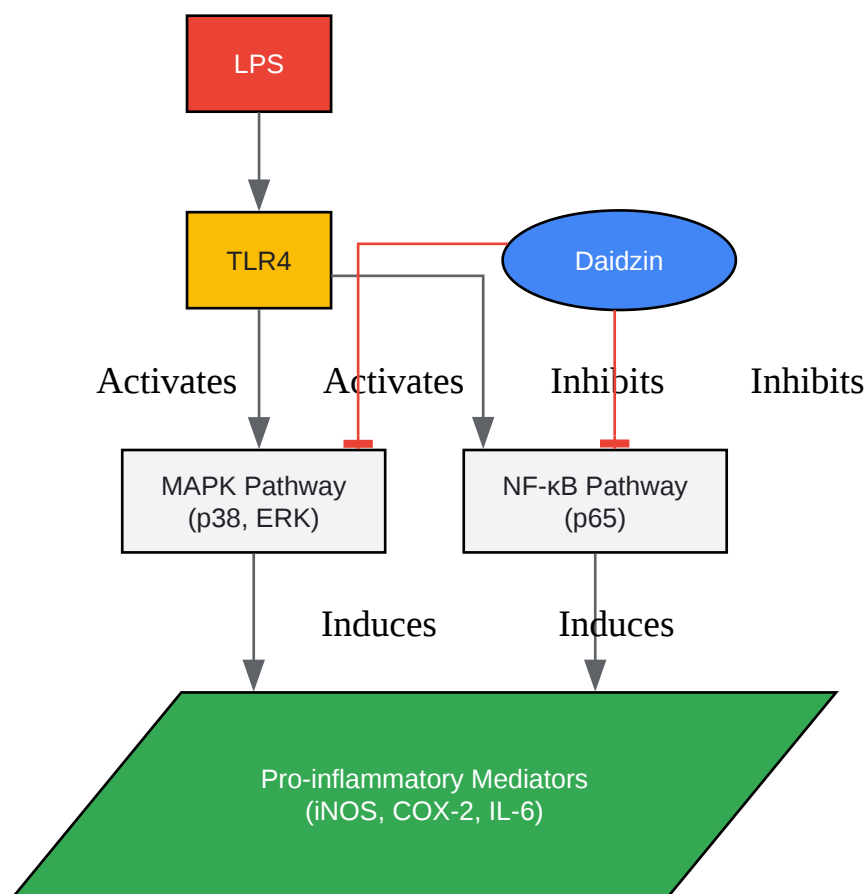 LPS
TLR4
Daidzin
Activates
Activates
Inhibits
Inhibits
MAPK Pathway
(p38, ERK)
NF-κB Pathway
(p65)
Induces
Induces
Pro-inflammatory Mediators
(iNOS, COX-2, IL-6)